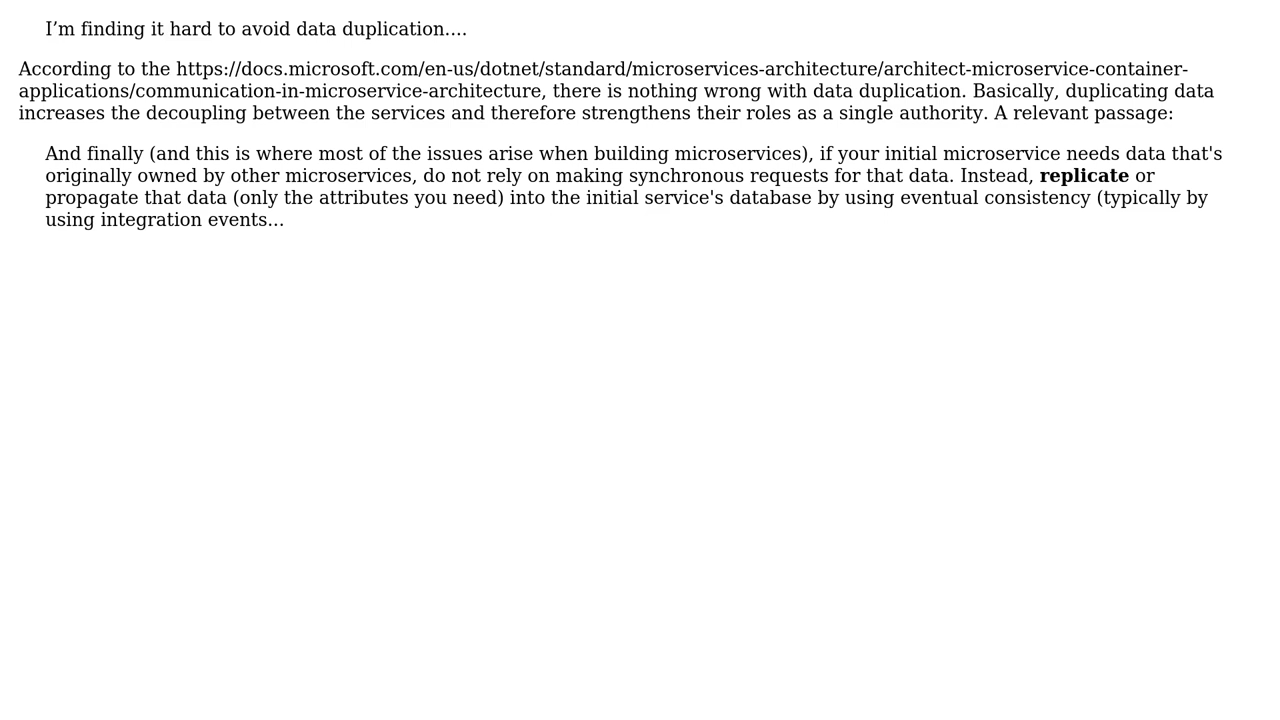 I’m finding it hard to avoid data duplication....
According to the https://docs.microsoft.com/en-us/dotnet/standard/microservices-architecture/architect-microservice-container-
applications/communication-in-microservice-architecture, there is nothing wrong with data duplication. Basically, duplicating data
increases the decoupling between the services and therefore strengthens their roles as a single authority. A relevant passage:
And finally (and this is where most of the issues arise when building microservices), if your initial microservice needs data that's
originally owned by other microservices, do not rely on making synchronous requests for that data. Instead, replicate or
propagate that data (only the attributes you need) into the initial service's database by using eventual consistency (typically by
using integration events...